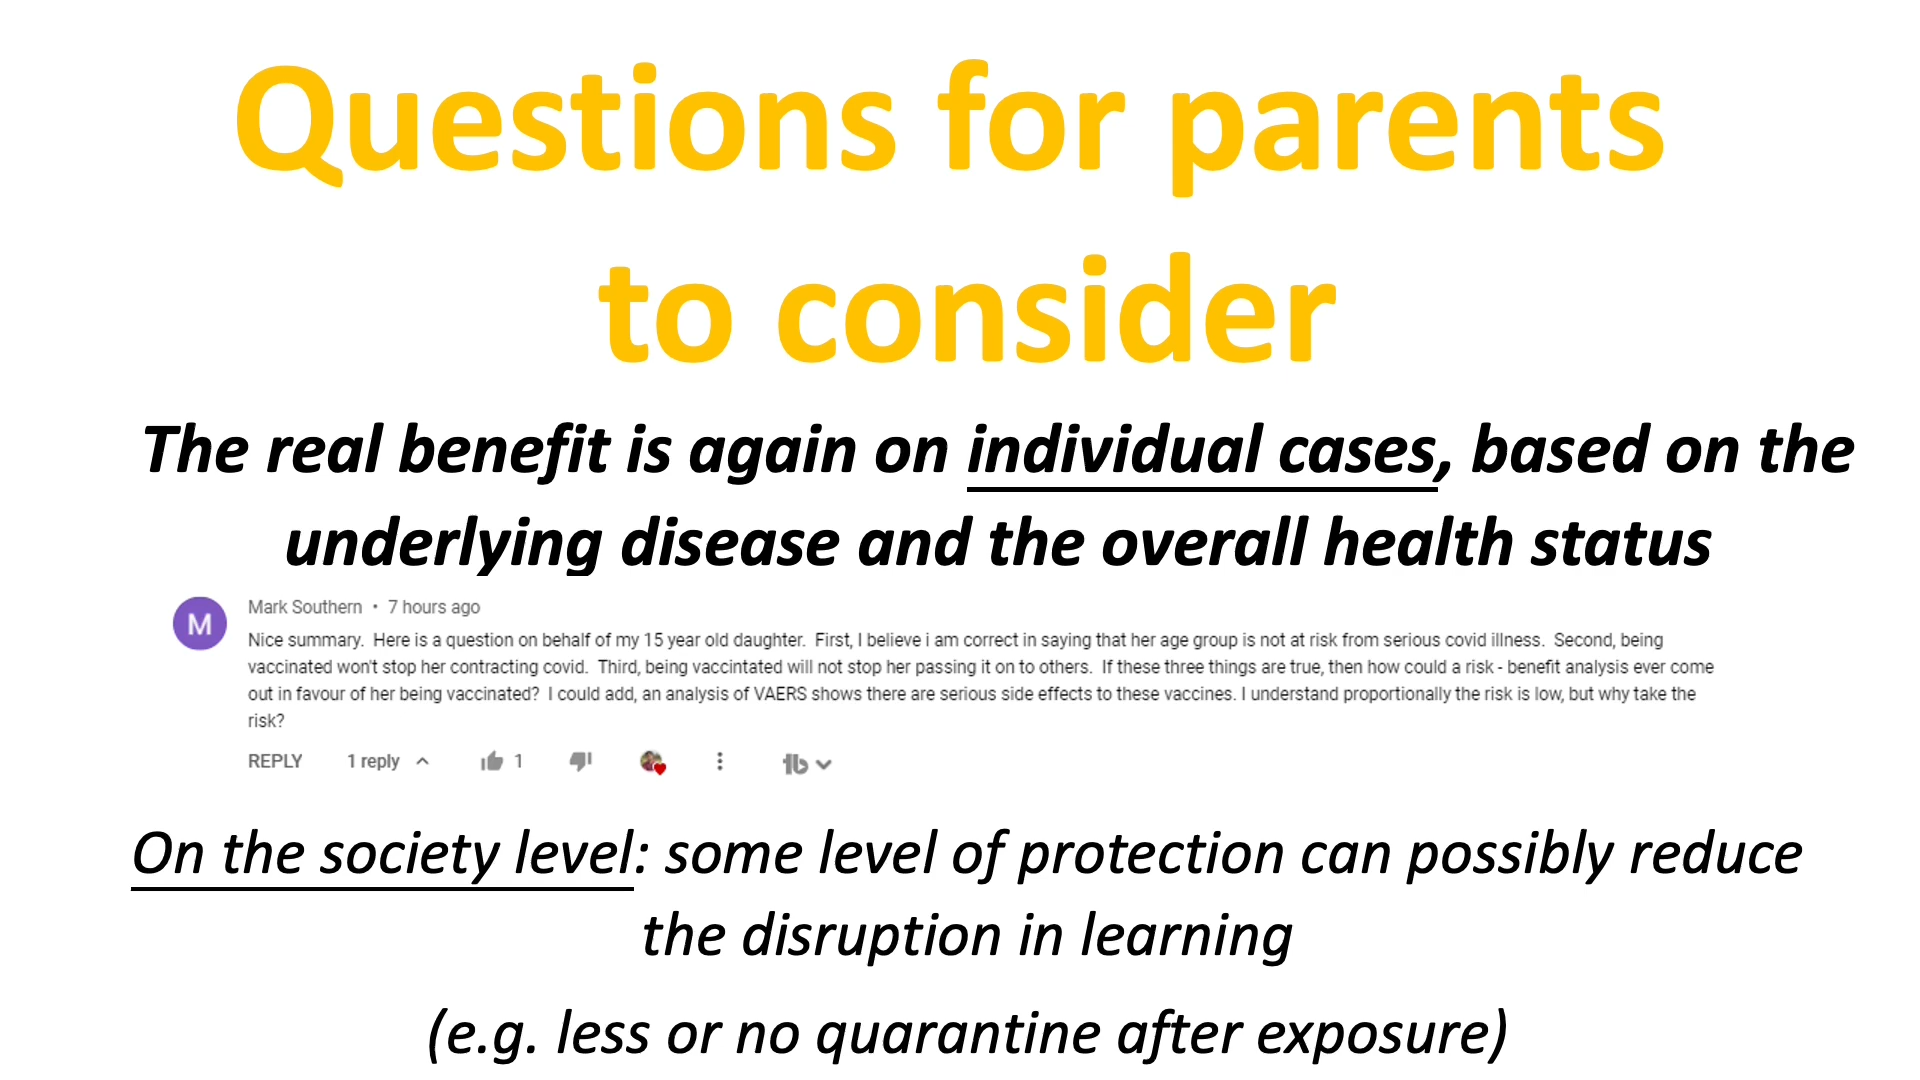 Questions for parents
to consider
The real benefit is again on individual cases, based on the
underlying disease and the overall health status
M
Mark Southern • 7 hours ago
Nice summary. Here is a question on behalf of my 15 year old daughter. First, I believe i am correct in saying that her age group is not at risk from serious covid illness. Second, being
vaccinated won't stop her contracting covid. Third, being vaccintated will not stop her passing it on to others. If these three things are true, then how could a risk - benefit analysis ever come
out in favour of her being vaccinated? I could add, an analysis of VAERS shows there are serious side effects to these vaccines. I understand proportionally the risk is low, but why take the
risk?
REPLY 1 reply 1
On the society level: some level of protection can possibly reduce
the disruption in learning
(e.g. less or no quarantine after exposure)